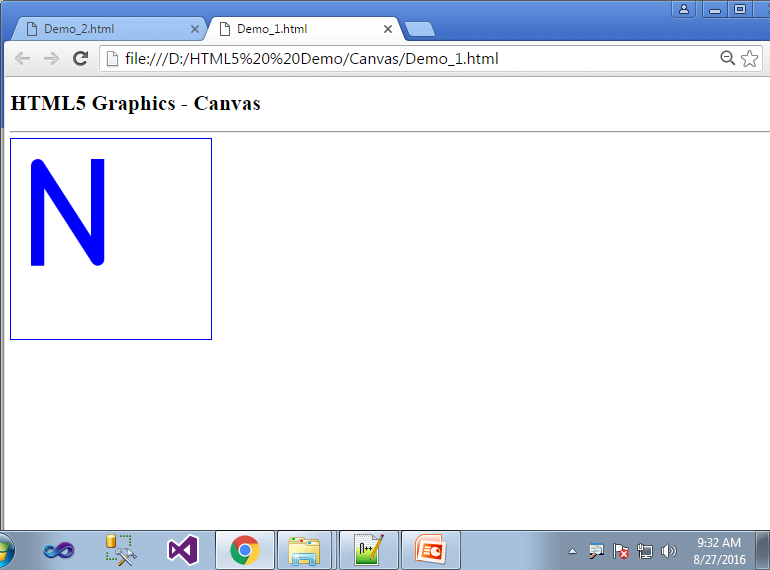 Demo_2.html
Demo_1.html
file:///D:/HTML5%20%20Demo/Canvas/Demo_1.html
HTML5 Graphics - Canvas
N
N++
9:32 AM
8/27/2016